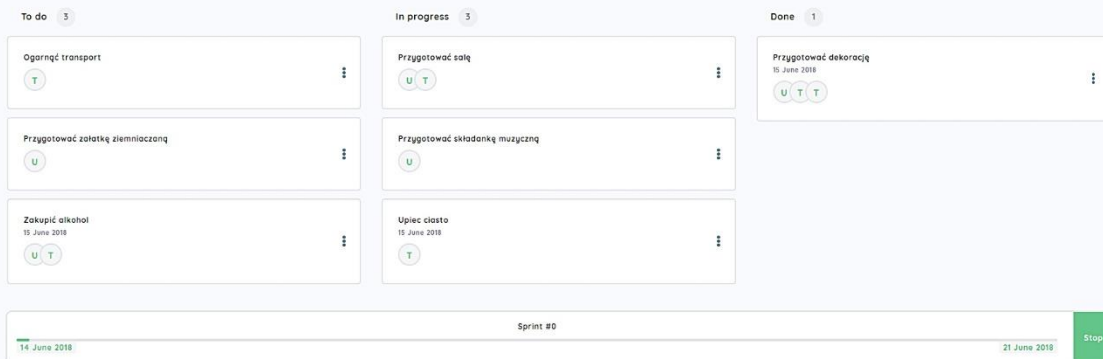 To do 3
Ogarnąć transport
T
Przygotować załatkę ziemniaczaną
U
Zakupić alkohol
15 June 2018
U T
In progress 3
Przygotować salę
U T
Przygotować składankę muzyczną
U
Upiec ciasto
15 June 2018
T
Done 1
Przygotować dekorację
15 June 2018
U T T
Sprint #0
14 June 2018
21 June 2018
Stop